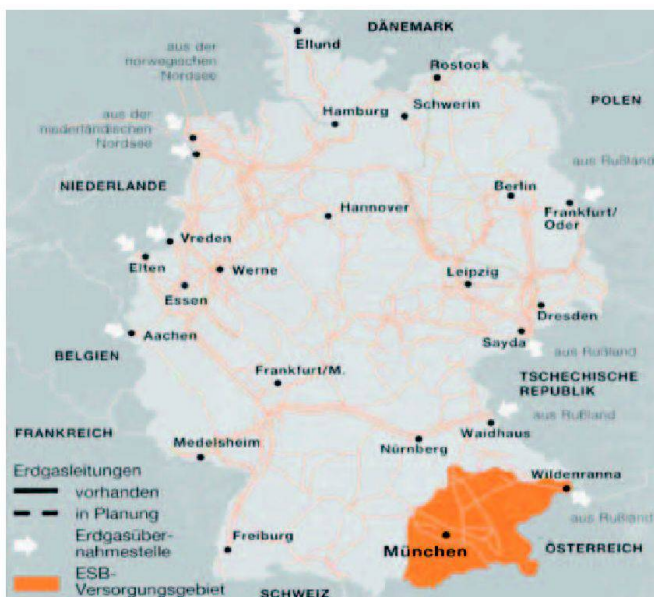 DÄNEMARK
Ellund
aus der
norwegischen
Nordsee
Rostock
aus der
niederländischen
Nordsee
Hamburg
Schwerin
POLEN
aus Rußland
NIEDERLANDE
Berlin
Hannover
Frankfurt/
Oder
Vreden
Elten
Werne
Leipzig
Essen
Dresden
Aachen
Sayda
aus Rußland
BELGIEN
Frankfurt/M.
TSCHECHISCHE
REPUBLIK
aus Rußland
FRANKREICH
Medelsheim
Waidhaus
Nürnberg
Erdgasleitungen
vorhanden
in Planung
Erdgasüber-
nahmestelle
ESB-
Versorgungsgebiet
Wildenranna
aus Rußland
Freiburg
München
ÖSTERREICH
SCHWEIZ